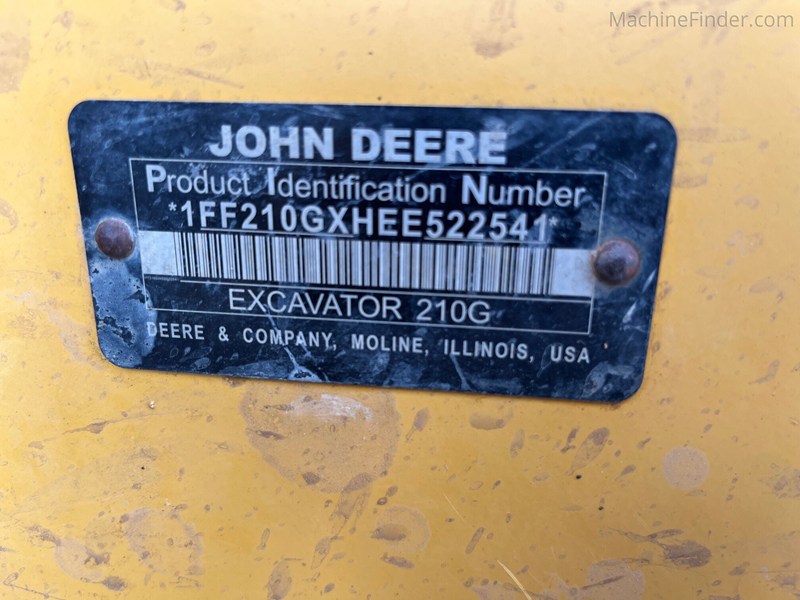 MachineFinder.com
JOHN DEERE
Product Identification Number
*1FF210GXHEE522541*
EXCAVATOR 210G
DEERE & COMPANY, MOLINE, ILLINOIS, USA